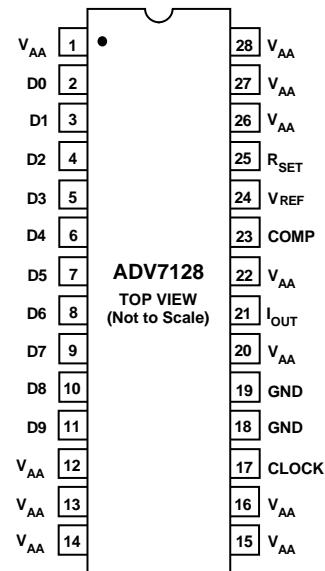 V_AA 1 28 V_AA
D0 2 27 V_AA
D1 3 26 V_AA
D2 4 25 R_SET
D3 5 24 VREF
D4 6 23 COMP
D5 7 ADV7128 22 V_AA
TOP VIEW
D6 8 (Not to Scale) 21 I_OUT
D7 9 20 V_AA
D8 10 19 GND
D9 11 18 GND
V_AA 12 17 CLOCK
V_AA 13 16 V_AA
V_AA 14 15 V_AA